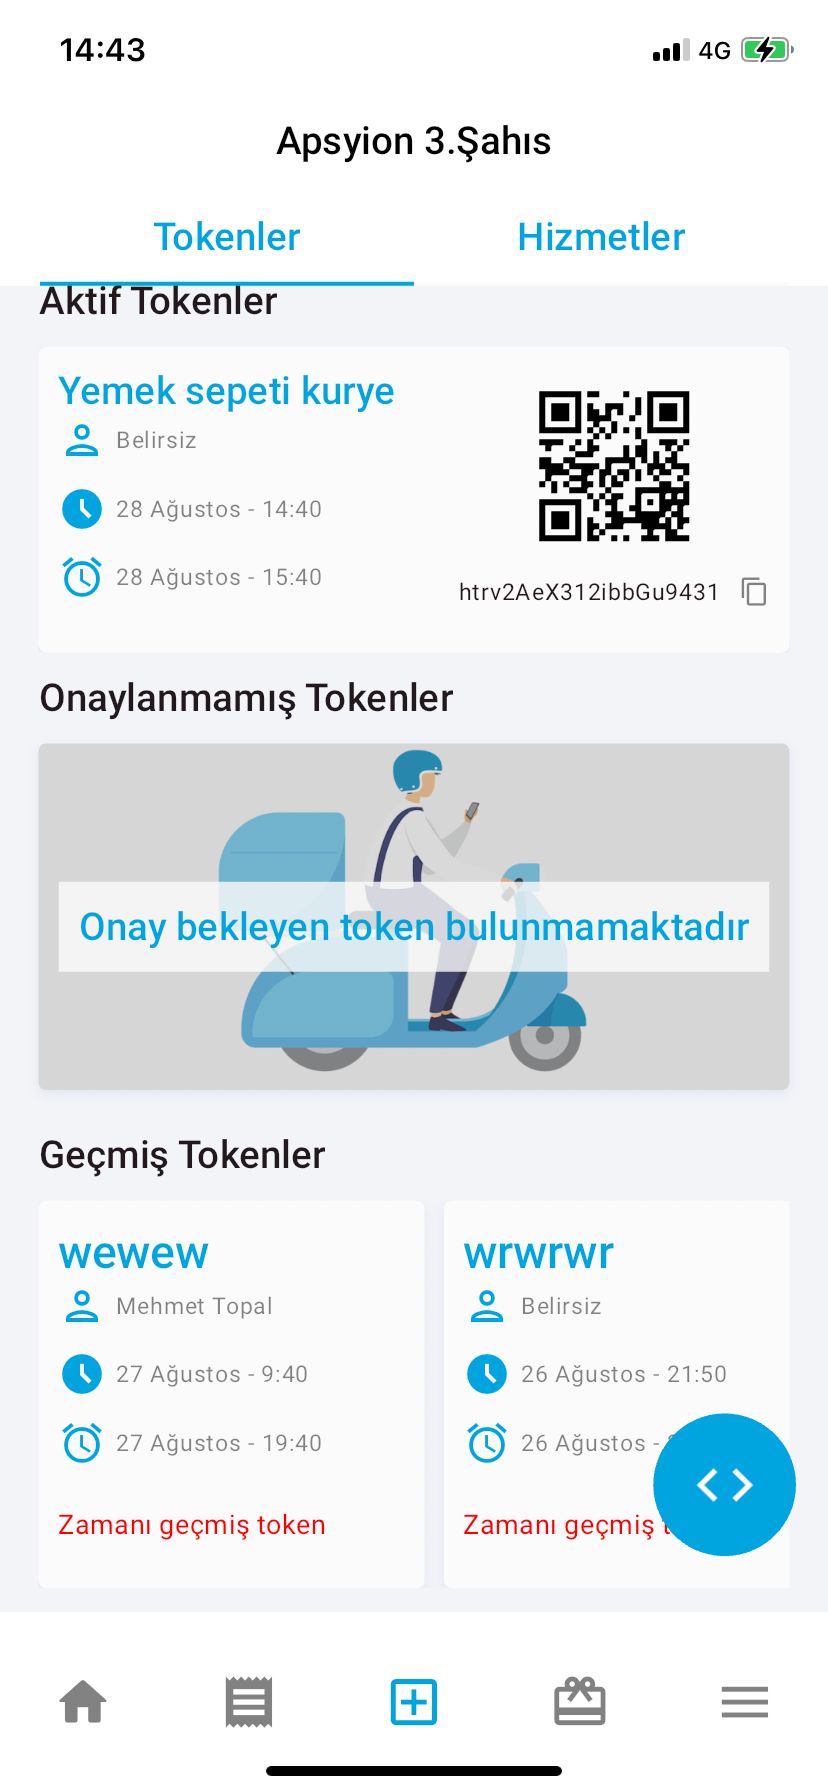 14:43
4G
Apsyion 3.Şahıs
Tokenler
Hizmetler
Aktif Tokenler
Yemek sepeti kurye
Belirsiz
28 Ağustos - 14:40
28 Ağustos - 15:40
htrv2AeX312ibbGu9431
Onaylanmamış Tokenler
Onay bekleyen token bulunmamaktadır
Geçmiş Tokenler
wewew
Mehmet Topal
27 Ağustos - 9:40
27 Ağustos - 19:40
Zamanı geçmiş token
wrwrwr
Belirsiz
26 Ağustos - 21:50
26 Ağustos -
Zamanı geçmiş